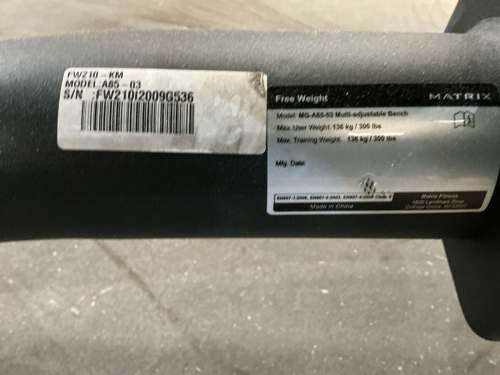 FW210-KM
MODEL: A85-03
S/N :FW210I2009G536
Free Weight
MATRIX
Model: MG-A85-03 Multi-adjustable Bench
Max. User Weight: 136 kg / 300 lbs
Max. Training Weight: 136 kg / 300 lbs
Mfg. Date:
Made in China